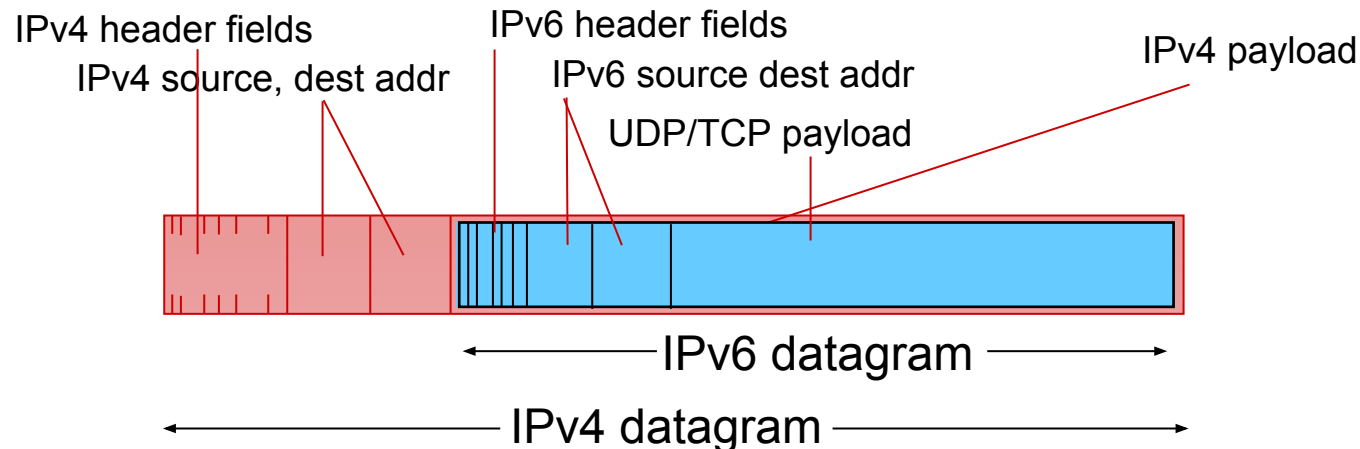 IPv4 header fields
IPv6 header fields
IPv4 payload
IPv4 source, dest addr
IPv6 source dest addr
UDP/TCP payload
IPv6 datagram
IPv4 datagram